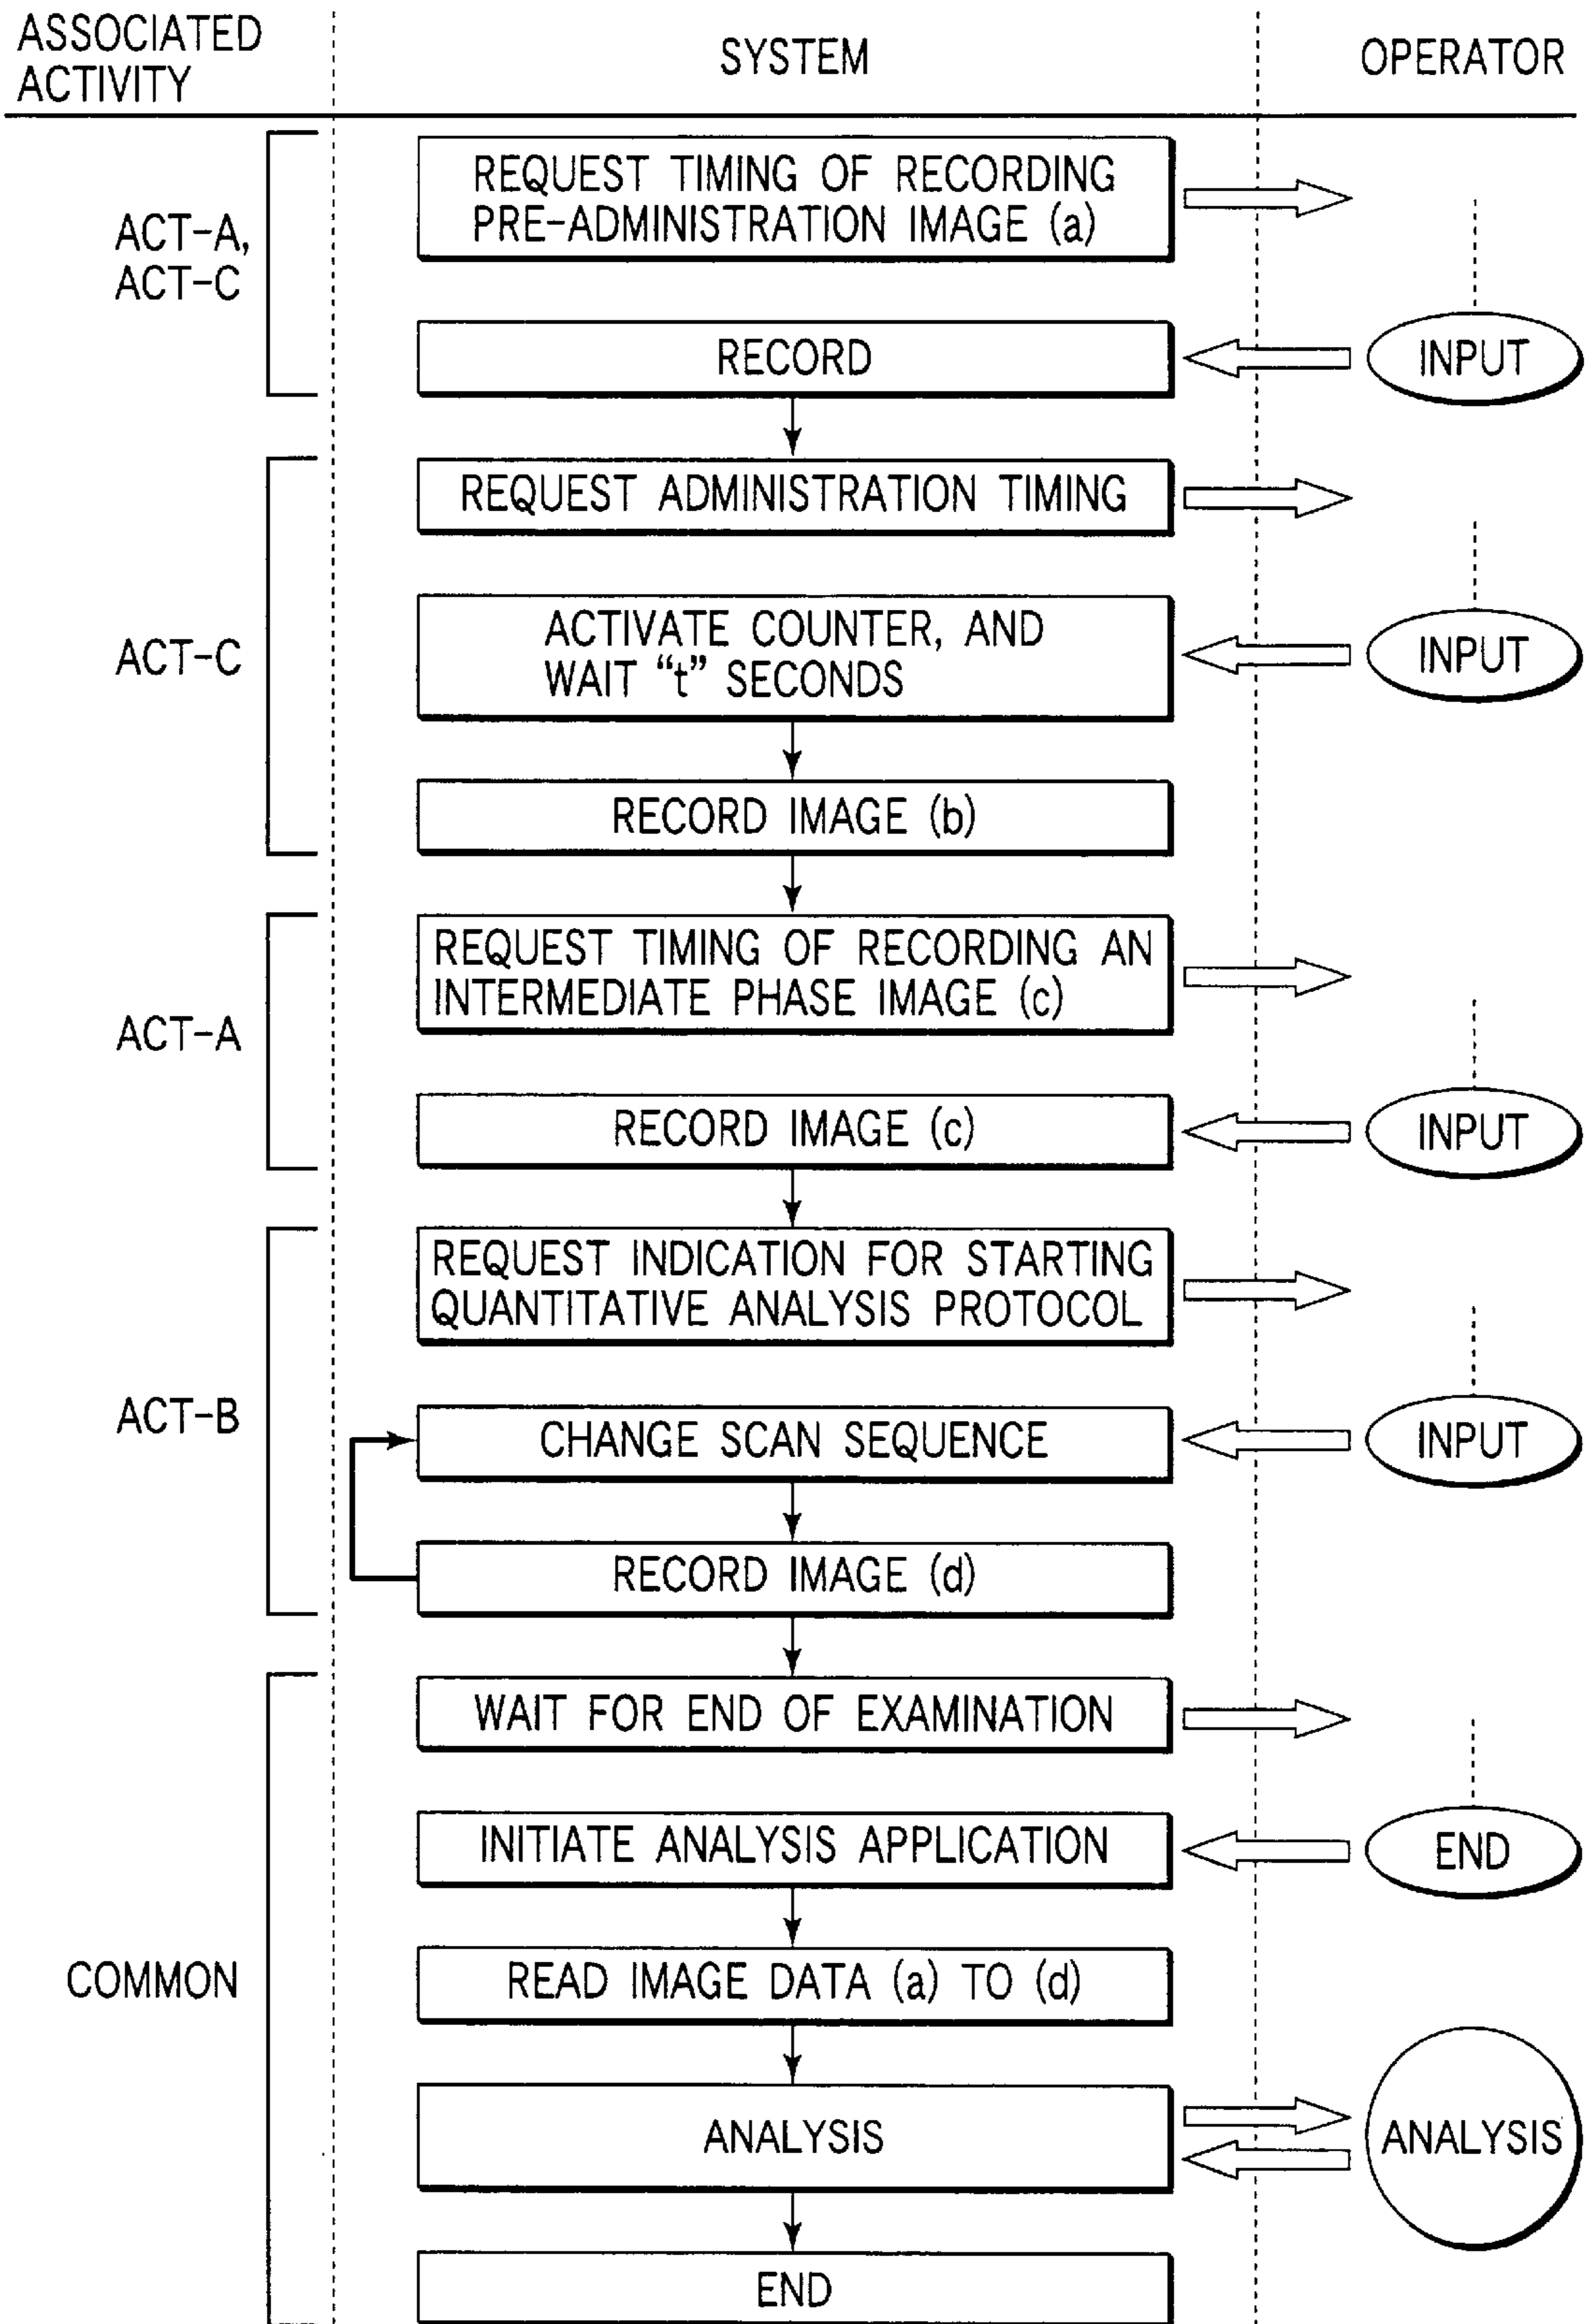 ASSOCIATED
ACTIVITY
SYSTEM
OPERATOR
ACT-A,
ACT-C
REQUEST TIMING OF RECORDING
PRE-ADMINISTRATION IMAGE (a)
RECORD
INPUT
REQUEST ADMINISTRATION TIMING
ACT-C
ACTIVATE COUNTER, AND
WAIT “t” SECONDS
INPUT
RECORD IMAGE (b)
ACT-A
REQUEST TIMING OF RECORDING AN
INTERMEDIATE PHASE IMAGE (c)
RECORD IMAGE (c)
INPUT
ACT-B
REQUEST INDICATION FOR STARTING
QUANTITATIVE ANALYSIS PROTOCOL
CHANGE SCAN SEQUENCE
INPUT
RECORD IMAGE (d)
WAIT FOR END OF EXAMINATION
INITIATE ANALYSIS APPLICATION
END
COMMON
READ IMAGE DATA (a) TO (d)
ANALYSIS
ANALYSIS
END